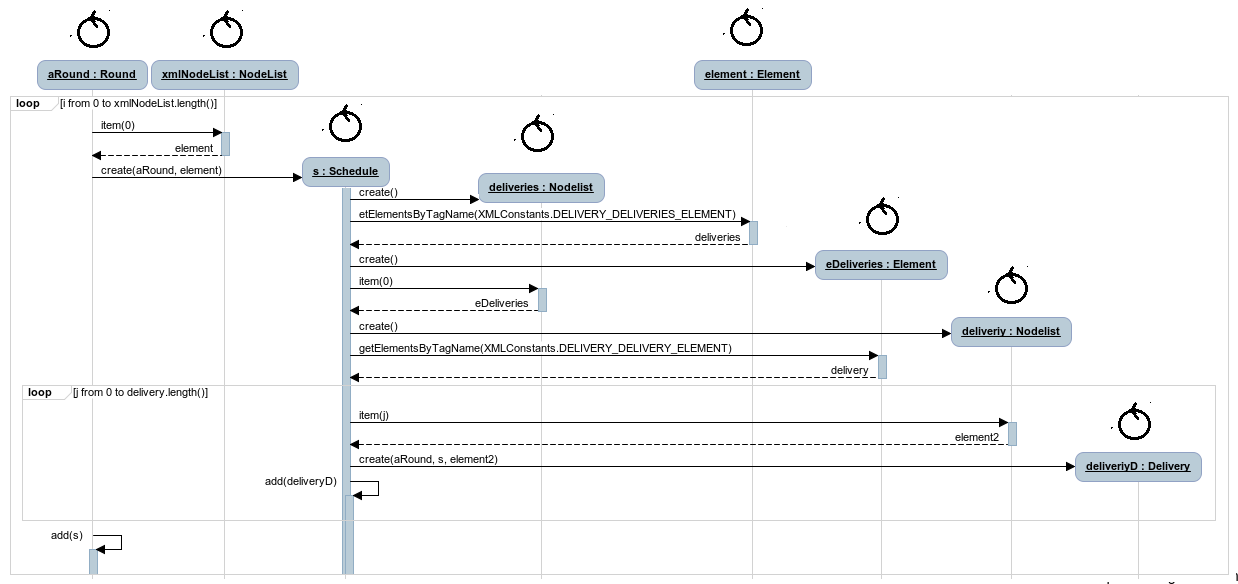 aRound : Round
xmlNodeList : NodeList
element : Element
loop [i from 0 to xmlNodeList.length()]
item(0)
element
create(aRound, element)
s : Schedule
create()
deliveries : Nodelist
etElementsByTagName(XMLConstants.DELIVERY_DELIVERIES_ELEMENT)
deliveries
create()
eDeliveries : Element
item(0)
eDeliveries
create()
deliveriy : Nodelist
getElementsByTagName(XMLConstants.DELIVERY_DELIVERY_ELEMENT)
delivery
loop [j from 0 to delivery.length()]
item(j)
element2
create(aRound, s, element2)
deliveriyD : Delivery
add(deliveryD)
add(s)